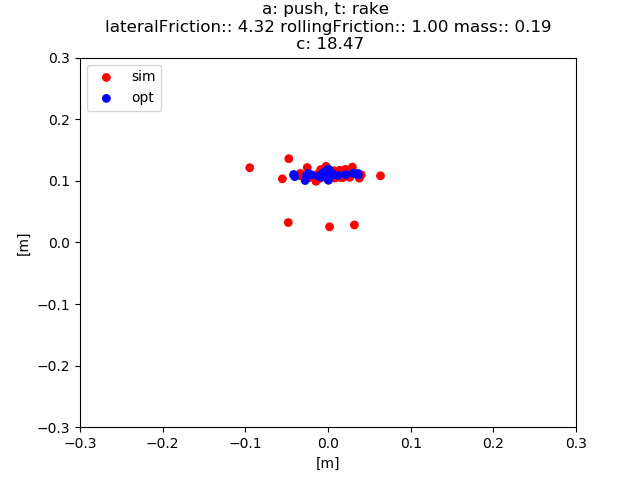 a: push, t: rake
lateralFriction:: 4.32 rollingFriction:: 1.00 mass:: 0.19
c: 18.47
sim
opt
0.3
0.2
0.1
0.0
−0.1
−0.2
−0.3
[m]
−0.3
−0.2
−0.1
0.0
0.1
0.2
0.3
[m]